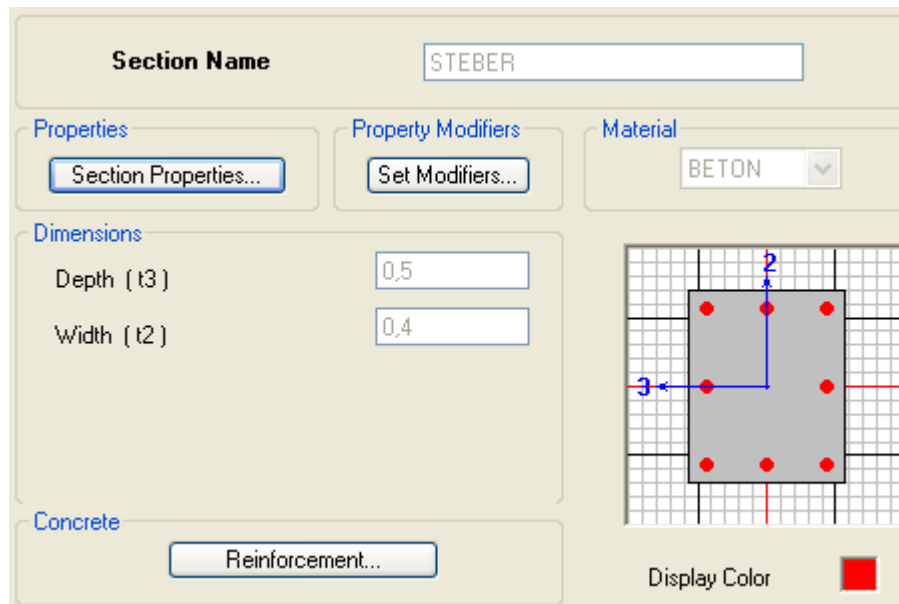 Section Name STEBER
Properties Property Modifiers Material
Section Properties... Set Modifiers... BETON
Dimensions
Depth ( t3 ) 0,5
Width ( t2 ) 0,4
2
3
Concrete
Reinforcement...
Display Color